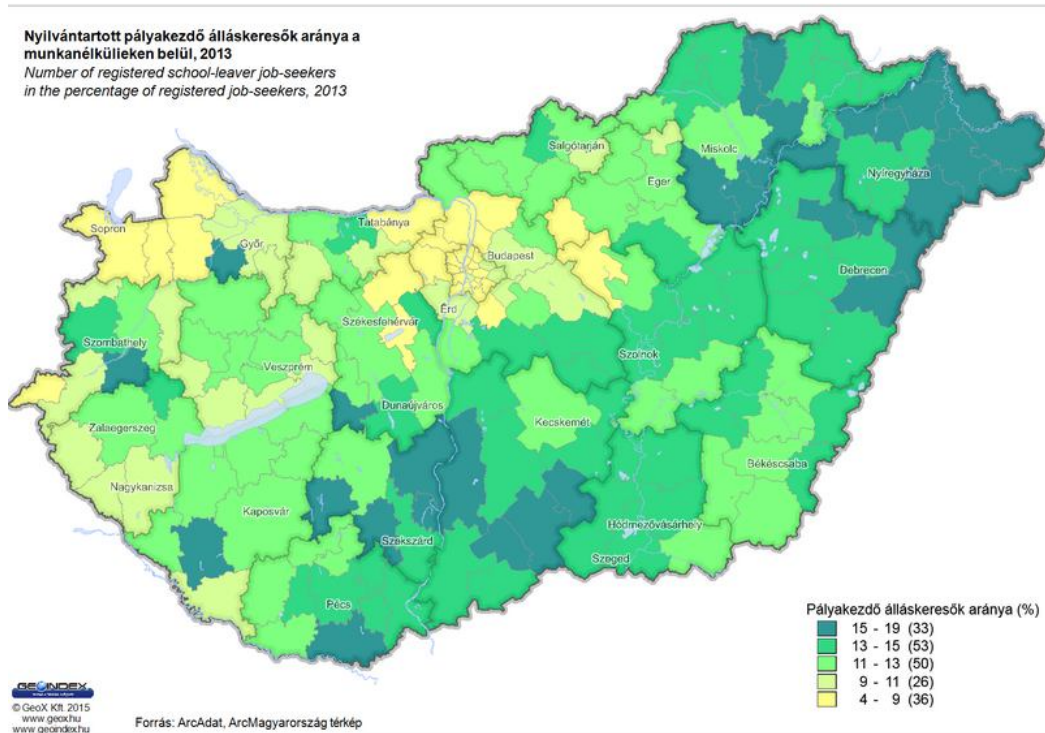 Nyilvántartott pályakezdő álláskeresők aránya a
munkanélkülieken belül, 2013
Number of registered school-leaver job-seekers
in the percentage of registered job-seekers, 2013
Salgótarján
Miskolc
Nyíregyháza
Eger
Sopron
Tatabánya
Győr
Budapest
Debrecen
Érd
Székesfehérvár
Szombathely
Szolnok
Veszprém
Dunaújváros
Kecskemét
Zalaegerszeg
Békéscsaba
Nagykanizsa
Kaposvár
Hódmezővásárhely
Szekszárd
Szeged
Pécs
Pályakezdő álláskeresők aránya (%)
15 - 19 (33)
13 - 15 (53)
11 - 13 (50)
9 - 11 (26)
4 - 9 (36)
GEOINDEX
© GeoX Kft. 2015
www.geox.hu
www.geoindex.hu
Forrás: ArcAdat, ArcMagyarország térkép